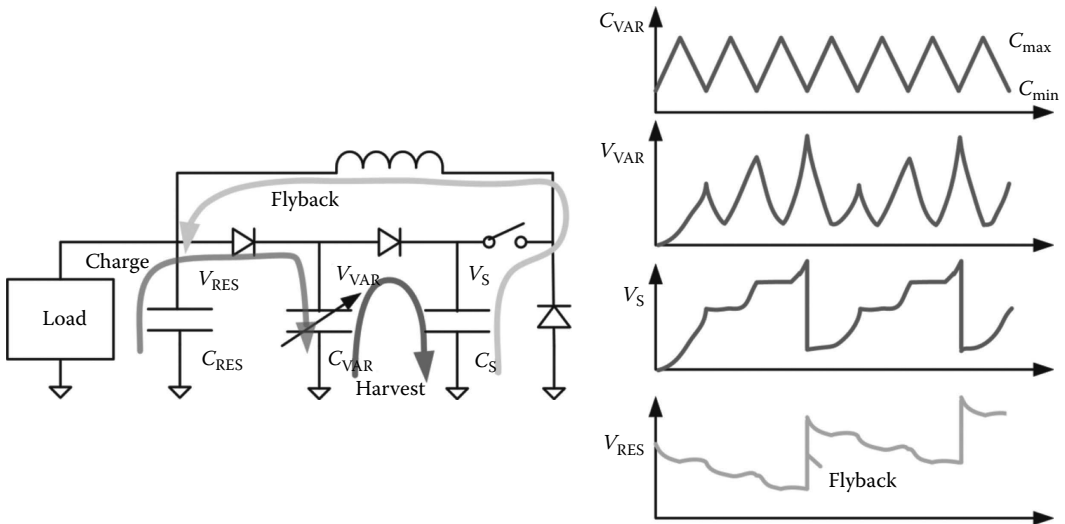 Flyback
Charge
V_RES
V_VAR
V_S
Load
C_RES
C_VAR
C_S
Harvest
C_VAR
C_max
C_min
V_VAR
V_S
V_RES
Flyback